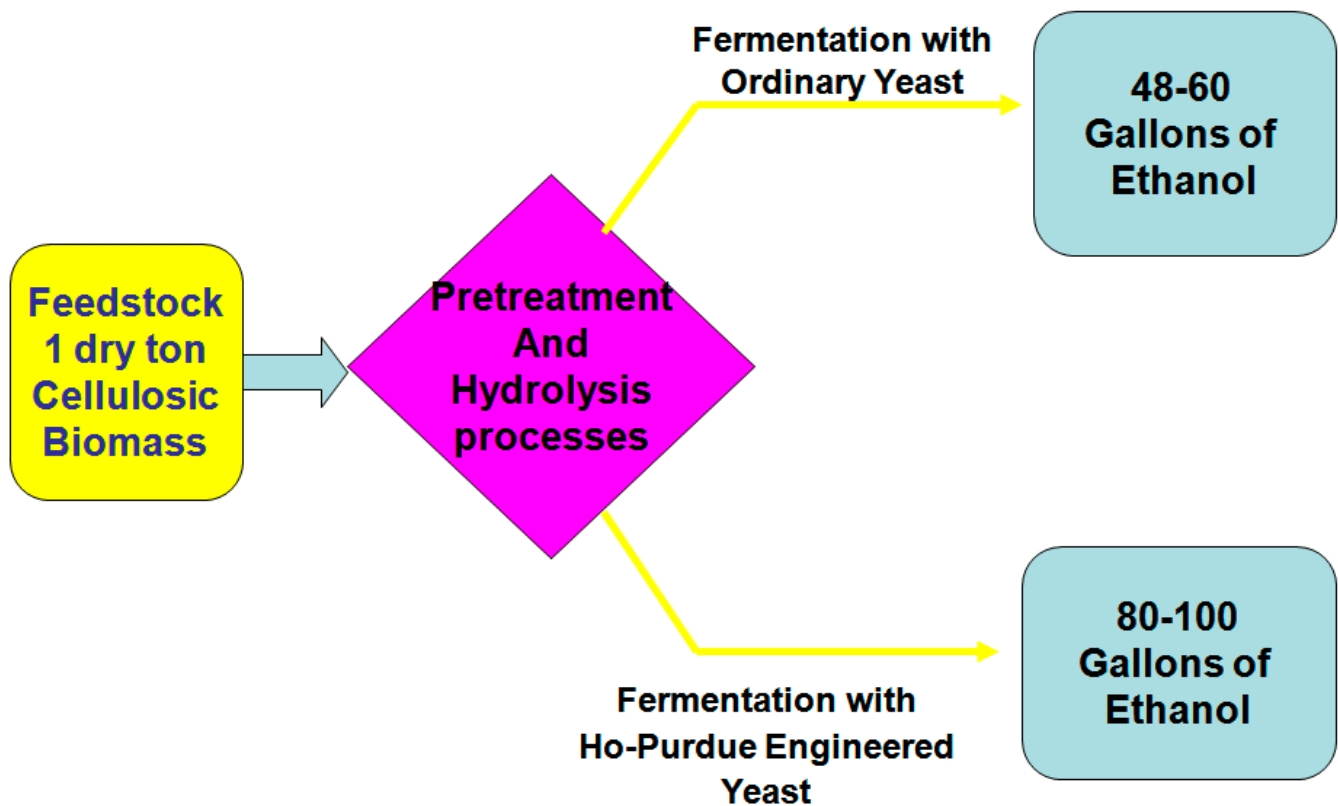 Feedstock
1 dry ton
Cellulosic
Biomass
Pretreatment
And
Hydrolysis
processes
Fermentation with
Ordinary Yeast
48-60
Gallons of
Ethanol
Fermentation with
Ho-Purdue Engineered
Yeast
80-100
Gallons of
Ethanol